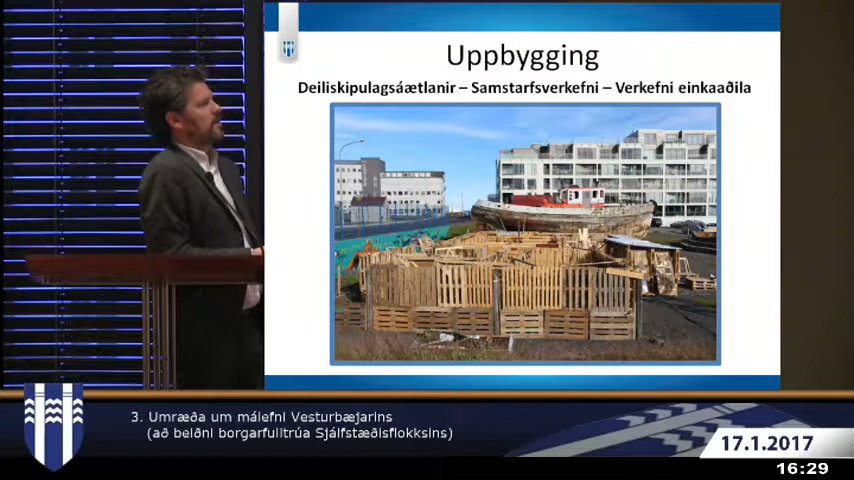 Uppbygging
Deiliskipulagsáætlanir – Samstarfsverkefni – Verkefni einkaaðila
3. Umræða um málefni Vesturbæjarins
(að beiðni borgarfulltrúa Sjálfstæðisflokksins)
17.1.2017
16:29